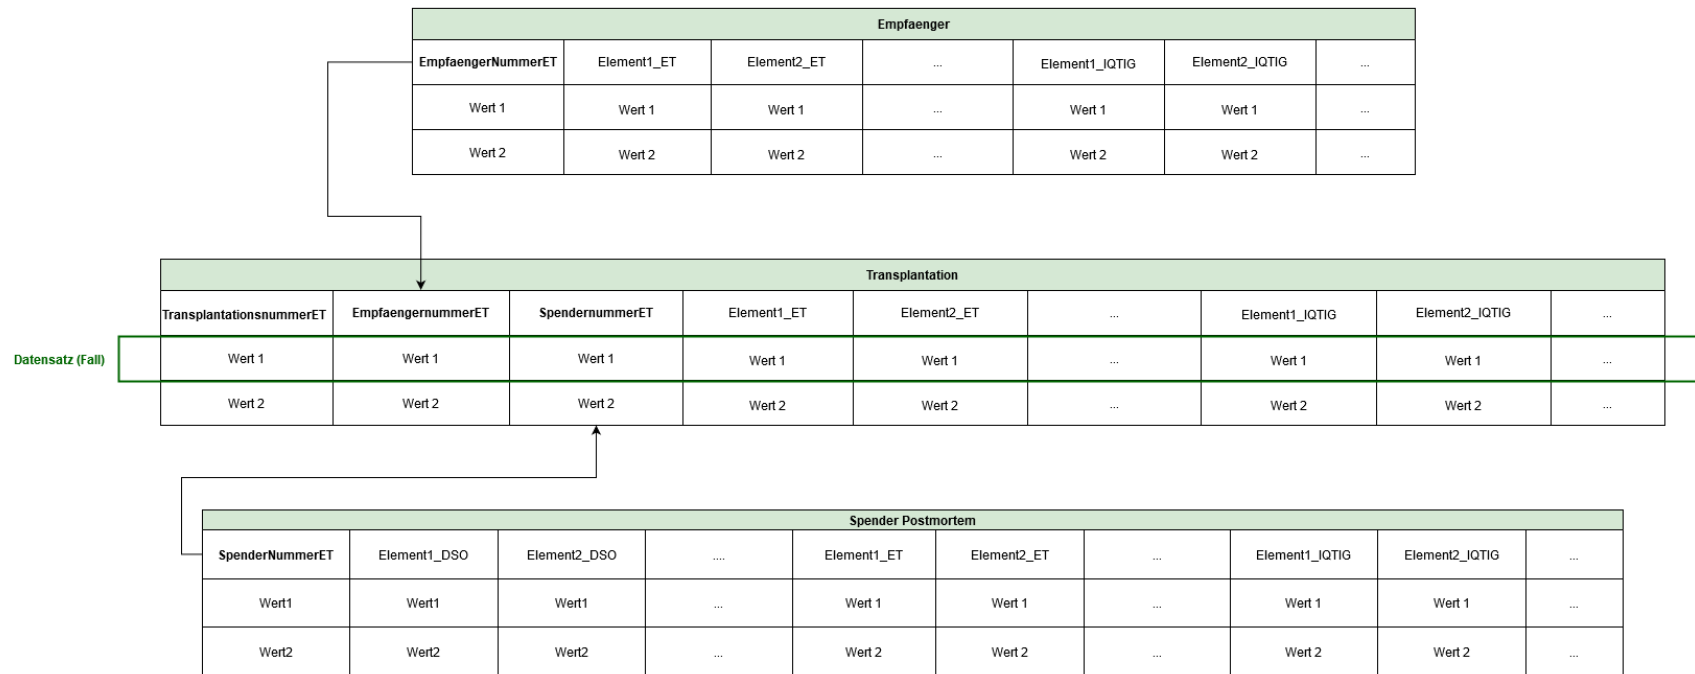 Empfaenger
EmpfaengerNummerET Element1_ET Element2_ET ... Element1_IQTIG Element2_IQTIG ...
Wert 1 Wert 1 Wert 1 ... Wert 1 Wert 1 ...
Wert 2 Wert 2 Wert 2 ... Wert 2 Wert 2 ...
Transplantation
TransplantationsnummerET EmpfaengernummerET SpendernummerET Element1_ET Element2_ET ... Element1_IQTIG Element2_IQTIG ...
Datensatz (Fall) Wert 1 Wert 1 Wert 1 Wert 1 Wert 1 ... Wert 1 Wert 1 ...
Wert 2 Wert 2 Wert 2 Wert 2 Wert 2 ... Wert 2 Wert 2 ...
Spender Postmortem
SpenderNummerET Element1_DSO Element2_DSO .... Element1_ET Element2_ET ... Element1_IQTIG Element2_IQTIG ...
Wert1 Wert1 Wert1 ... Wert 1 Wert 1 ... Wert 1 Wert 1 ...
Wert2 Wert2 Wert2 ... Wert 2 Wert 2 ... Wert 2 Wert 2 ...